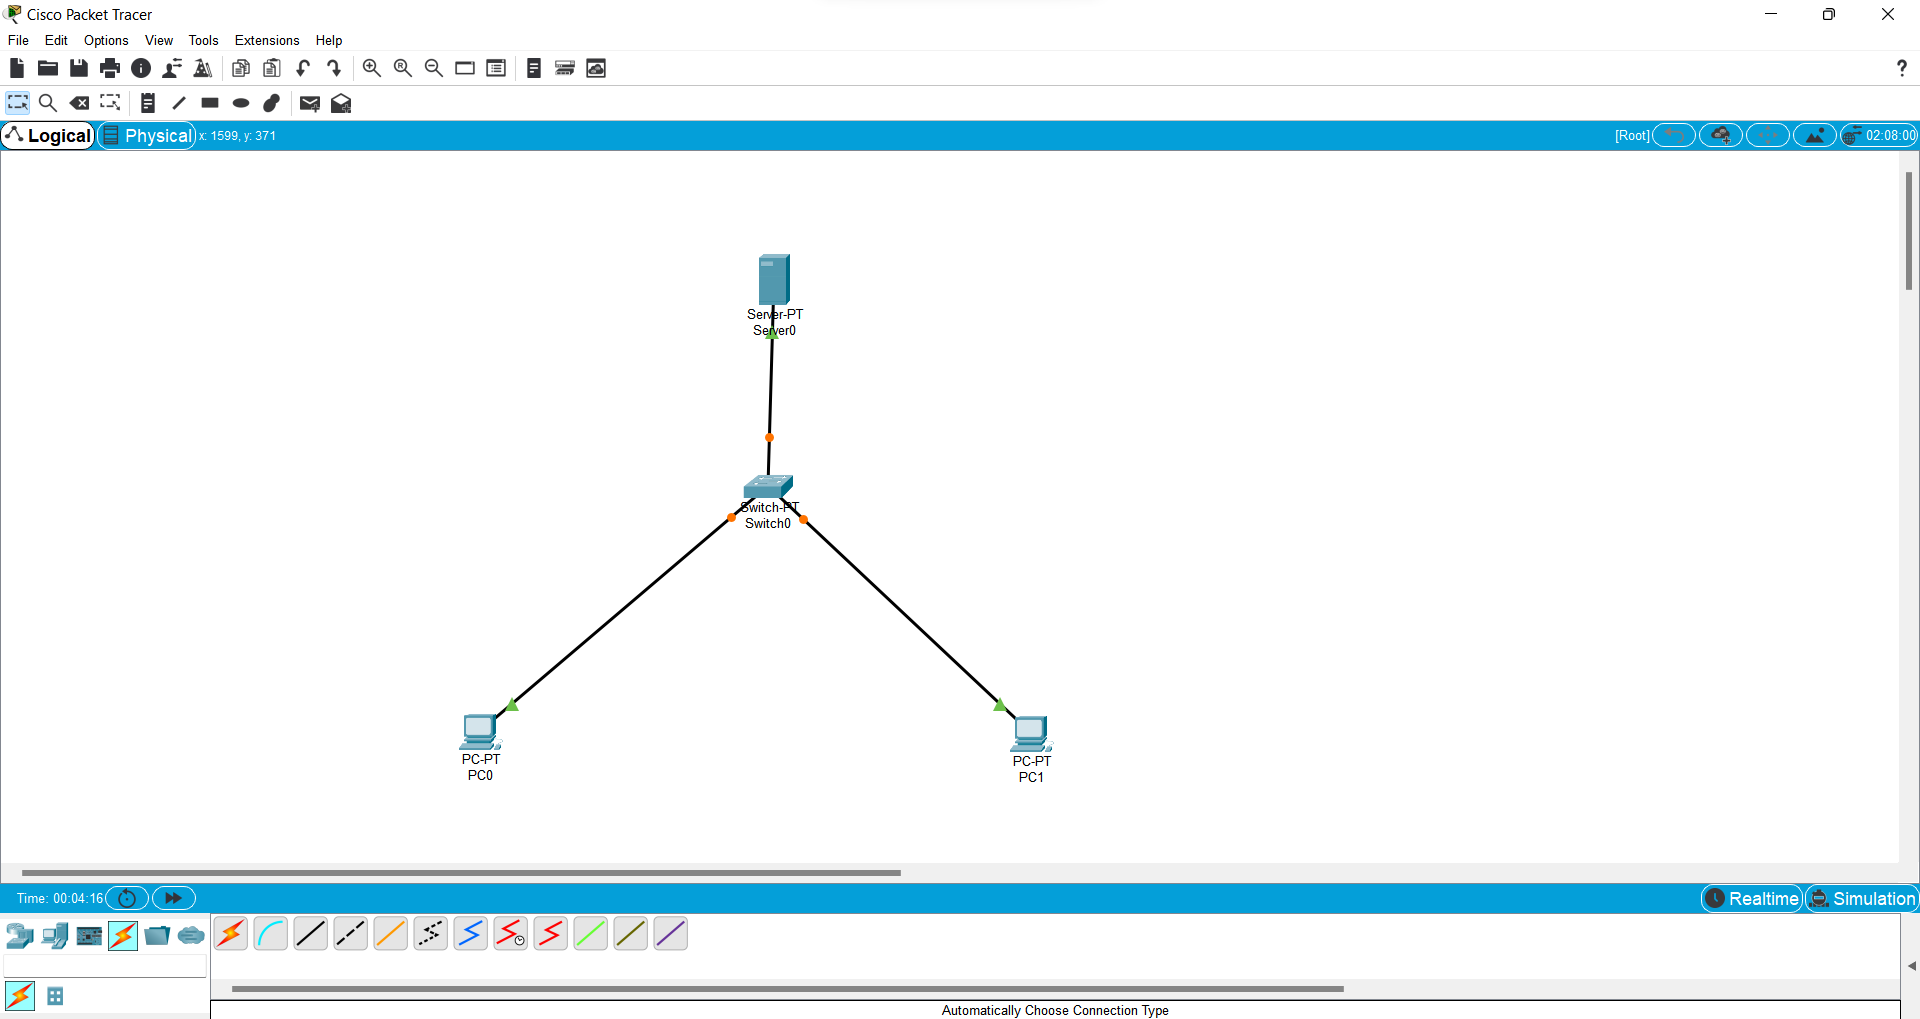 Cisco Packet Tracer
File Edit Options View Tools Extensions Help
?
Logical Physical x: 1599, y: 371 [Root] 02:08:00
Server-PT
Server0
Switch-PT
Switch0
PC-PT
PC0
PC-PT
PC1
Time: 00:04:16 Realtime Simulation
Automatically Choose Connection Type